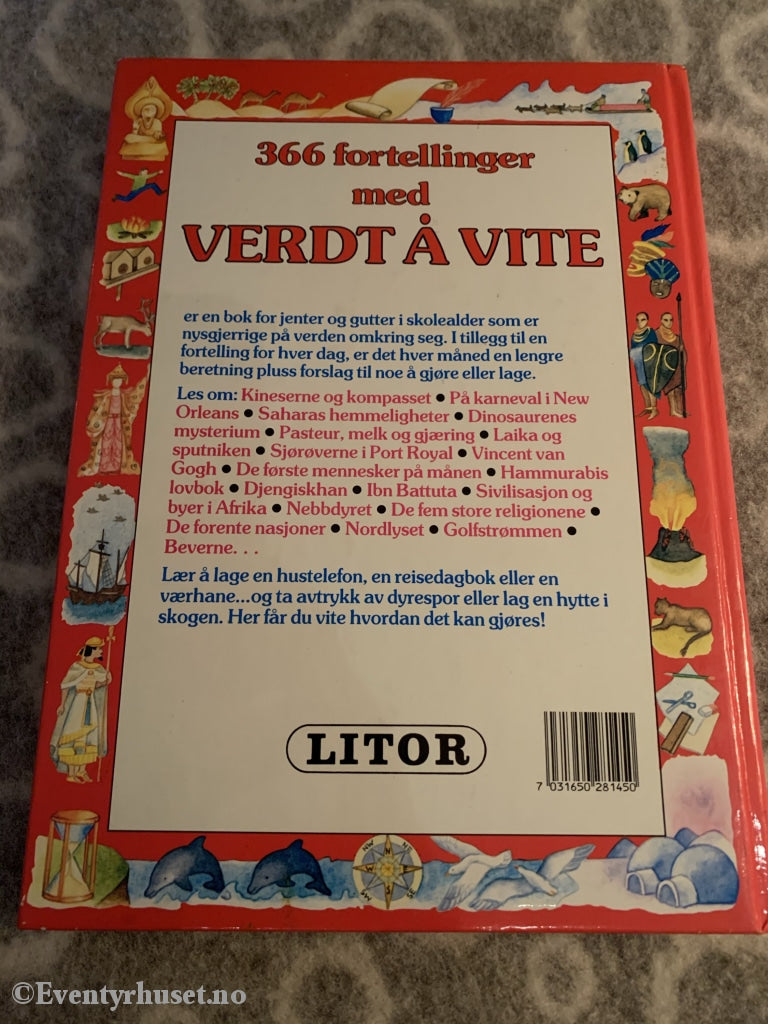 366 fortellinger
med
VERDT Å VITE
er en bok for jenter og gutter i skolealder som er
nysgjerrige på verden omkring seg. I tillegg til en
fortelling for hver dag, er det hver måned en lengre
beretning pluss forslag til noe å gjøre eller lage.
Les om: Kineserne og kompasset • På karneval i New
Orleans • Saharas hemmeligheter • Dinosaurenes
mysterium • Pasteur, melk og gjæring • Laika og
sputniken • Sjørøverne i Port Royal • Vincent van
Gogh • De første mennesker på månen • Hammurabis
lovbok • Djengiskhan • Ibn Battuta • Sivilisasjon og
byer i Afrika • Nebbdyret • De fem store religionene •
De forente nasjoner • Nordlyset • Golfstrømmen •
Beverne. . .
Lær å lage en hustelefon, en reisedagbok eller en
værhane...og ta avtrykk av dyrespor eller lag en hytte i
skogen. Her får du vite hvordan det kan gjøres!
LITOR
7 031650 281450
NW N NE
W
S SE
©Eventyrhuset.no